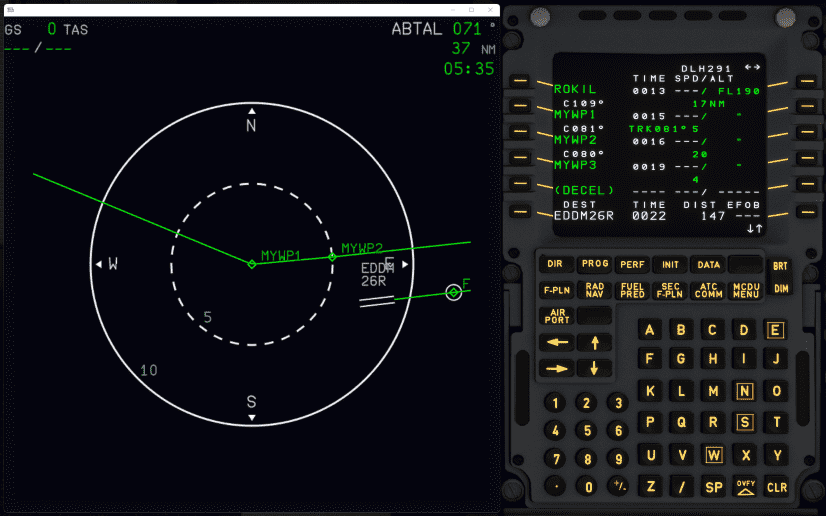 GS 0 TAS
---/---
ABTAL 071 °
37 NM
05:35
N
W
E
S
5
10
MYWP1
MYWP2
EDDM
26R
F
DLH291 ←→
TIME SPD/ALT
ROKIL 0013 ---/ FL190
C109° 17NM
MYWP1 0015 ---/ "
C081° TRK081° 5
MYWP2 0016 ---/ "
C080° 20
MYWP3 0019 ---/ "
4
(DECEL) ---- ---/ -----
DEST TIME DIST EFOB
EDDM26R 0022 147 ---
↓↑
DIR PROG PERF INIT DATA BRT
F-PLN RAD NAV FUEL PRED SEC F-PLN ATC COMM MCDU MENU DIM
AIR PORT
← ↑
→ ↓
A B C D E
F G H I J
K L M N O
P Q R S T
U V W X Y
Z / SP OVFY △ CLR
1 2 3
4 5 6
7 8 9
. 0 +/-